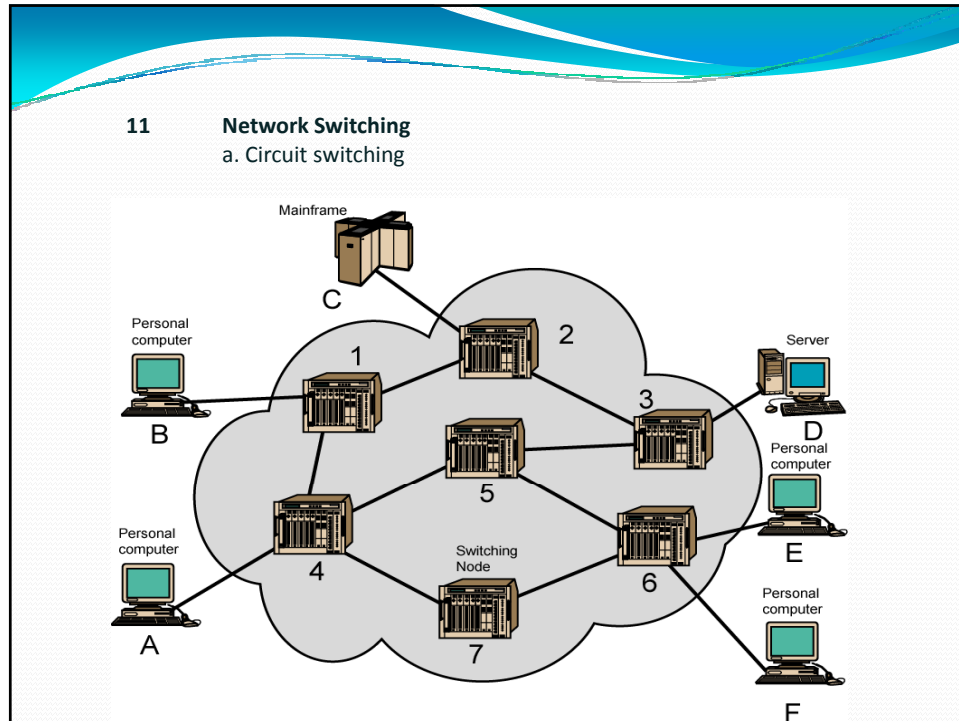 11 Network Switching
a. Circuit switching
Mainframe
C
Personal
computer
B
1
2
Server
D
3
5
Personal
computer
E
Personal
computer
A
4
Switching
Node
7
6
Personal
computer
F